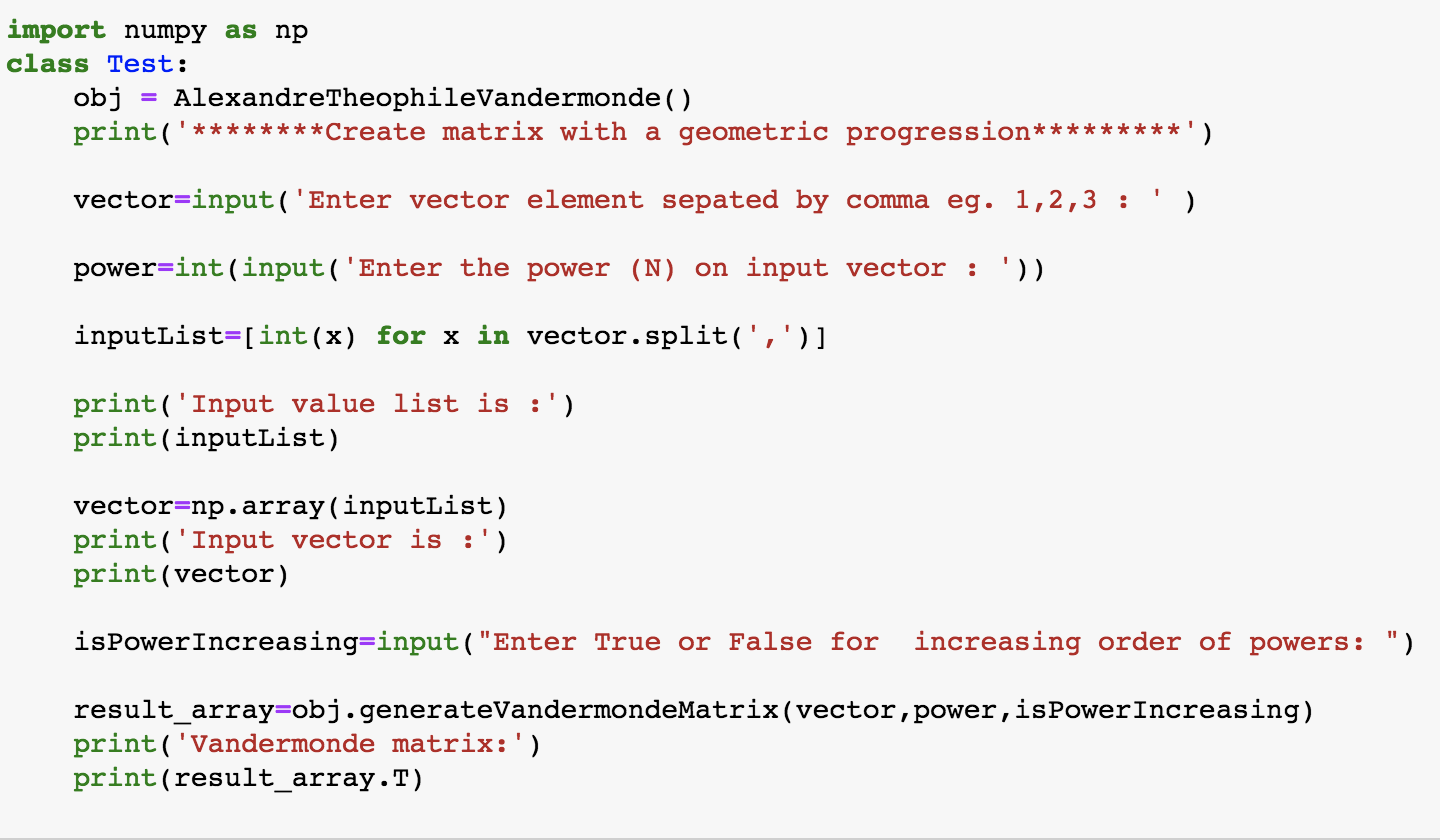 import numpy as np
class Test:
    obj = AlexandreTheophileVandermonde()
    print('********Create matrix with a geometric progression*********')
    vector=input('Enter vector element sepated by comma eg. 1,2,3 : ' )
    power=int(input('Enter the power (N) on input vector : '))
    inputList=[int(x) for x in vector.split(',')]
    print('Input value list is :')
    print(inputList)
    vector=np.array(inputList)
    print('Input vector is :')
    print(vector)
    isPowerIncreasing=input("Enter True or False for  increasing order of powers: ")
    result_array=obj.generateVandermondeMatrix(vector,power,isPowerIncreasing)
    print('Vandermonde matrix:')
    print(result_array.T)